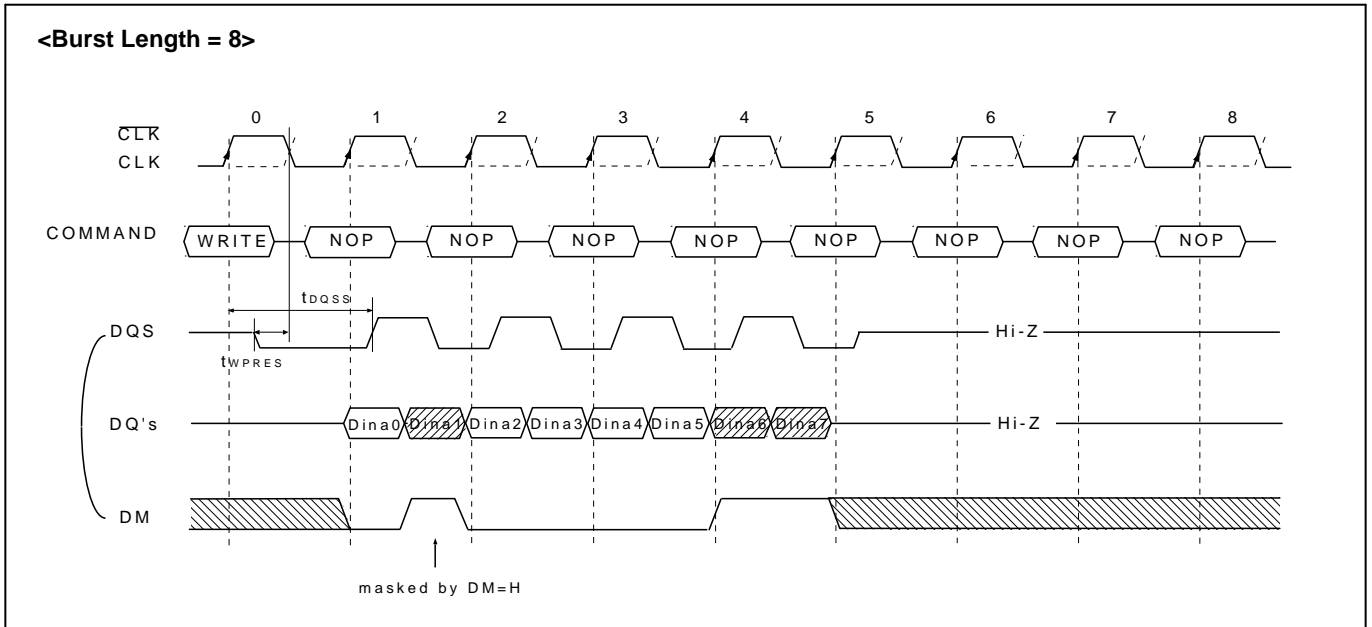 <Burst Length = 8>
0 1 2 3 4 5 6 7 8
CLK
CLK
COMMAND WRITE NOP NOP NOP NOP NOP NOP NOP NOP
tDQSS
DQS Hi-Z
tWPRES
DQ's Dina0 Dina1 Dina2 Dina3 Dina4 Dina5 Dina6 Dina7 Hi-Z
DM
masked by DM=H